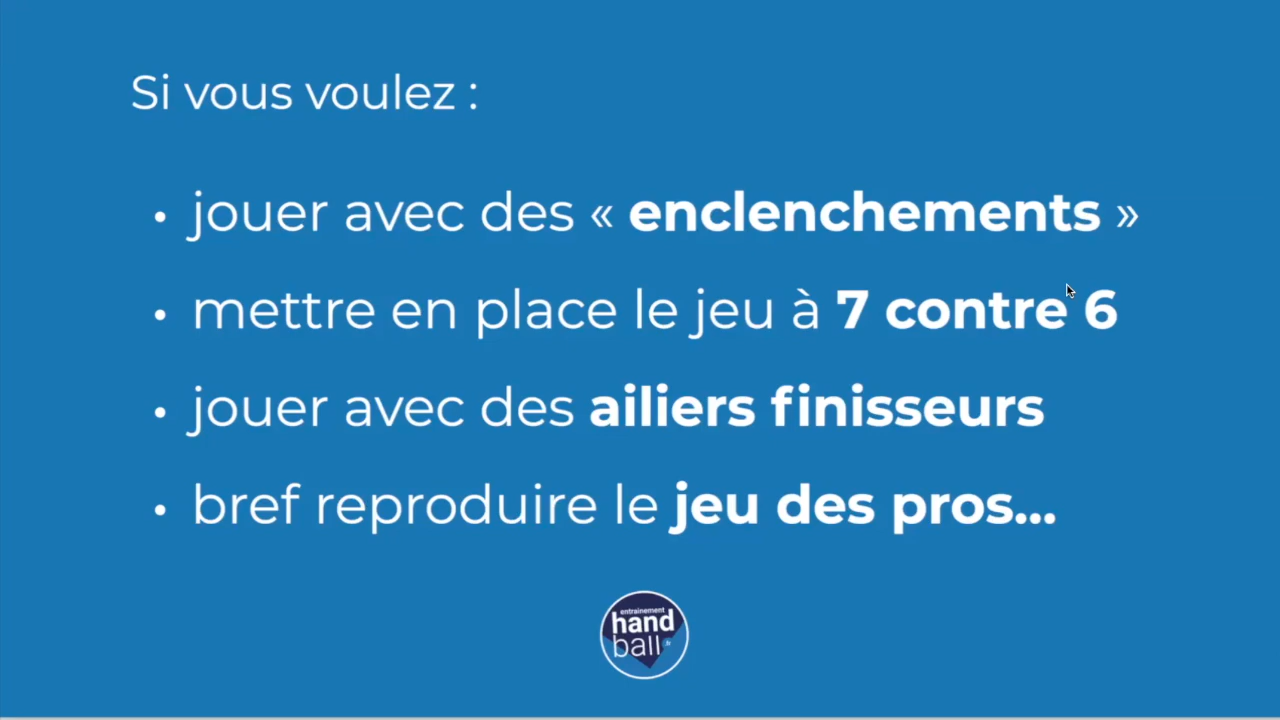 Si vous voulez :
• jouer avec des « enclenchements »
• mettre en place le jeu à 7 contre 6
• jouer avec des ailiers finisseurs
• bref reproduire le jeu des pros...
entrainement
hand
ball.fr